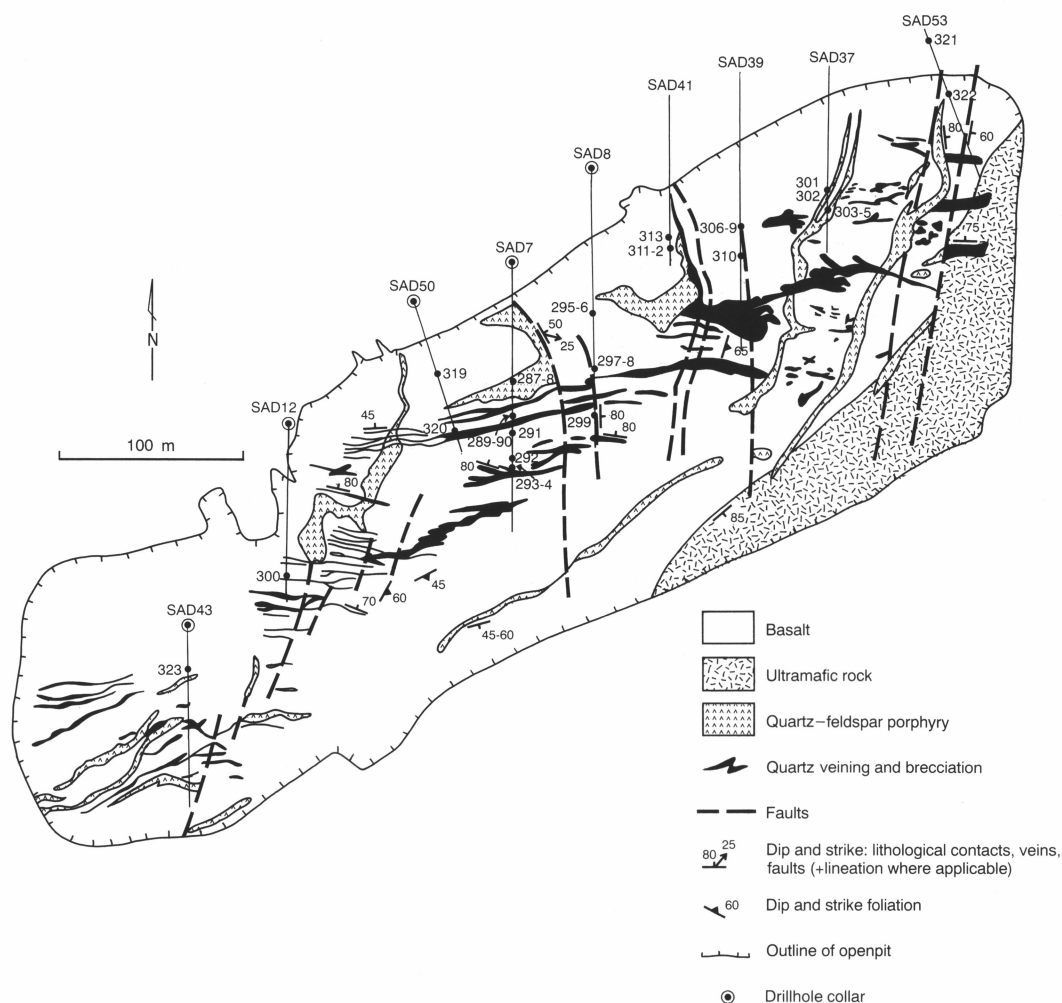 SAD53
321
SAD37
SAD39
SAD41
322
80
60
SAD8
301
302
303-5
306-9
313
311-2
310
75
SAD7
SAD50
295-6
N
50
25
65
319
297-8
287-8
SAD12
45
320
289-90
291
299
80
80
100 m
292
80
293-4
80
85
300
45
60
70
SAD43
45-60
323
Basalt
Ultramafic rock
Quartz–feldspar porphyry
Quartz veining and brecciation
Faults
80 25 Dip and strike: lithological contacts, veins,
faults (+lineation where applicable)
60 Dip and strike foliation
Outline of openpit
Drillhole collar